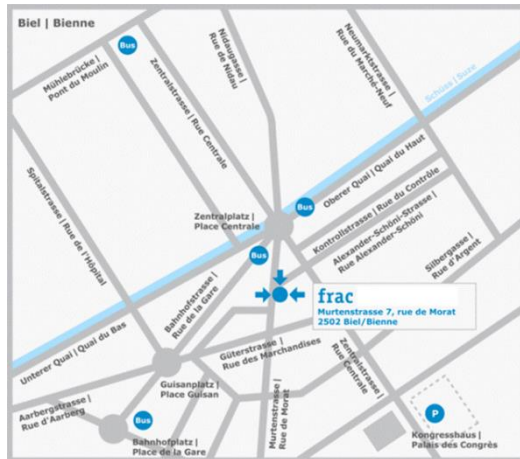 Biel | Bienne
Bus
Mühlebrücke |
Pont du Moulin
Zentralstrasse | Rue Centrale
Nidaugasse |
Rue de Nidau
Neumarktstrasse |
Rue du Marché-Neuf
Schüss | Suze
Spitalstrasse | Rue de l'Hôpital
Oberer Quai | Quai du Haut
Zentralplatz |
Place Centrale
Bus
Kontrollstrasse | Rue du Contrôle
Alexander-Schöni-Strasse |
Rue Alexander-Schöni
Silbergasse |
Rue d'Argent
Bus
Bahnhofstrasse |
Rue de la Gare
frac
Murtenstrasse 7, rue de Morat
2502 Biel/Bienne
Unterer Quai | Quai du Bas
Güterstrasse |
Rue des Marchandises
Zentralstrasse |
Rue Centrale
Guisanplatz |
Place Guisan
Murtenstrasse |
Rue de Morat
Aarbergstrasse |
Rue d'Aarberg
Bus
P
Bahnhofplatz |
Place de la Gare
Kongresshaus |
Palais des Congrès